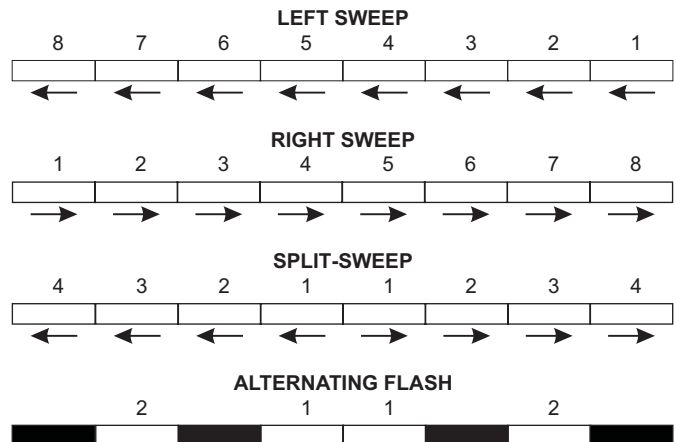 LEFT SWEEP
8 7 6 5 4 3 2 1
RIGHT SWEEP
1 2 3 4 5 6 7 8
SPLIT-SWEEP
4 3 2 1 1 2 3 4
ALTERNATING FLASH
2 1 1 2